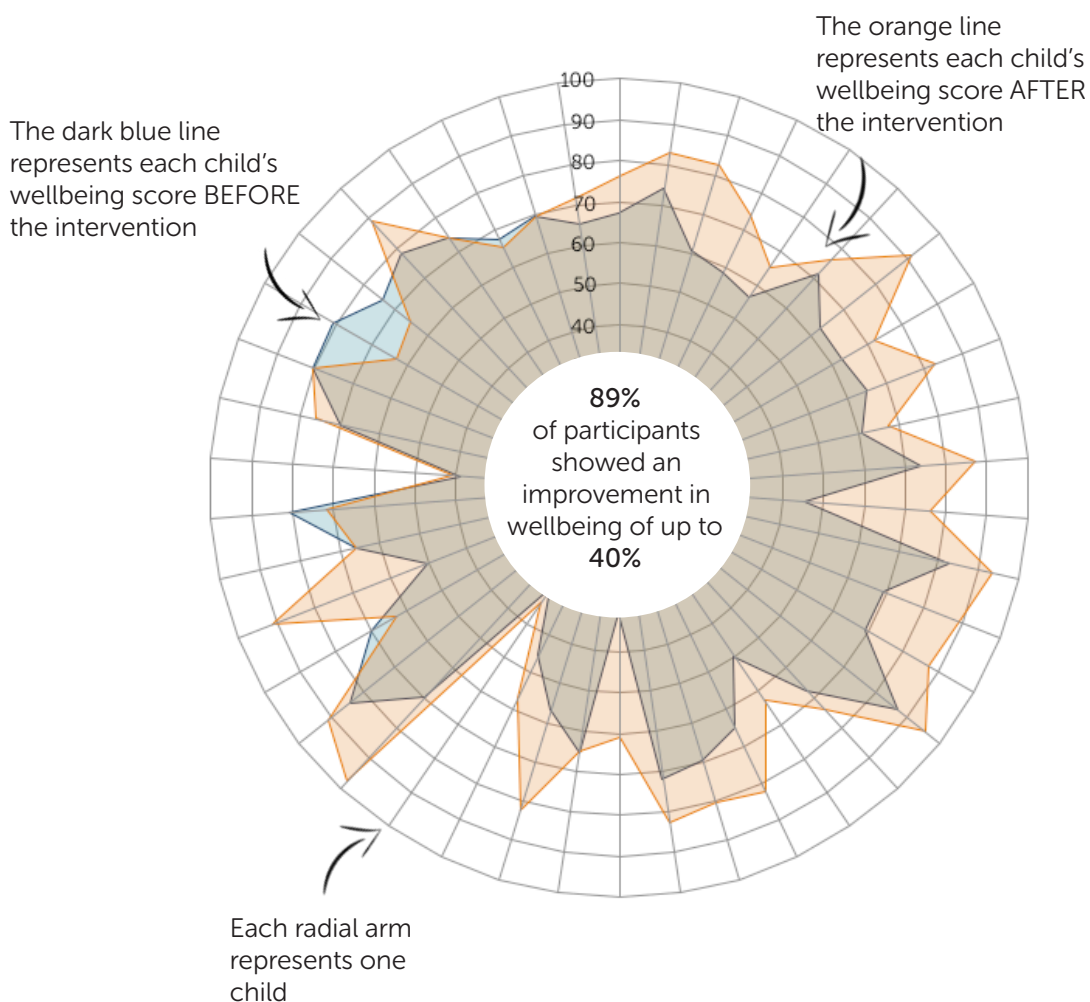 The orange line
represents each child's
wellbeing score AFTER
the intervention
The dark blue line
represents each child's
wellbeing score BEFORE
the intervention
100
90
80
70
60
50
40
89%
of participants
showed an
improvement in
wellbeing of up to
40%
Each radial arm
represents one
child